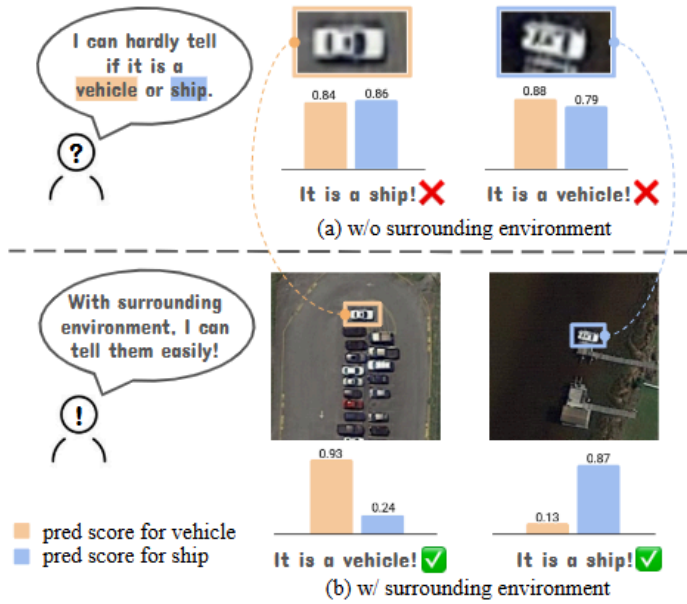 I can hardly tell
if it is a
vehicle or ship.
?
0.84
0.86
0.88
0.79
It is a ship!
It is a vehicle!
(a) w/o surrounding environment
With surrounding
environment, I can
tell them easily!
!
0.93
0.24
0.13
0.87
pred score for vehicle
pred score for ship
It is a vehicle!
It is a ship!
(b) w/ surrounding environment